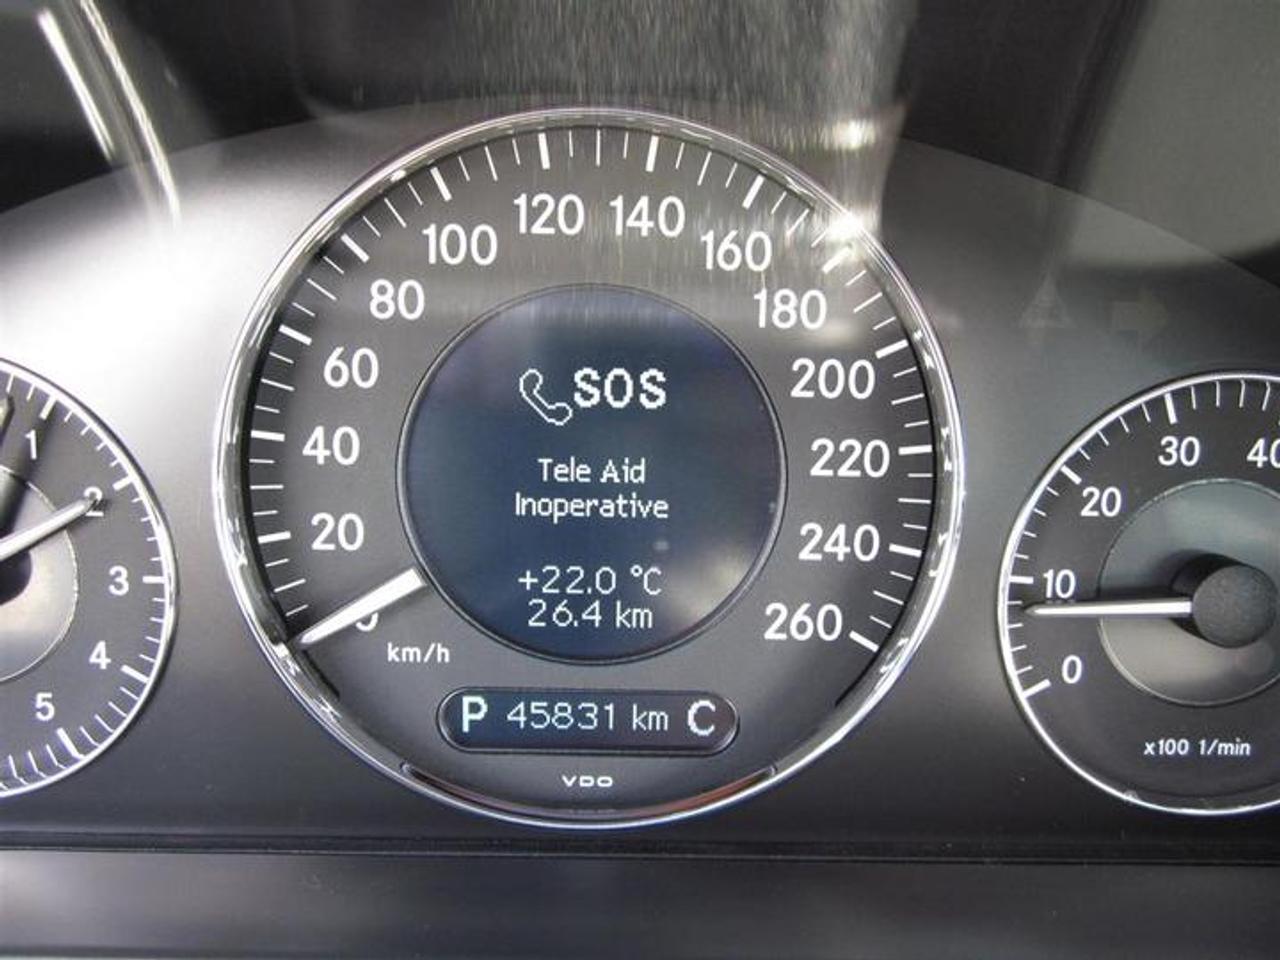 120 140
100 160
80 180
60 200
40 220
20 240
0 260
km/h
SOS
Tele Aid
Inoperative
+22.0 °C
26.4 km
P 45831 km C
VDO
1
2
3
4
5
40
30
20
10
0
x100 1/min